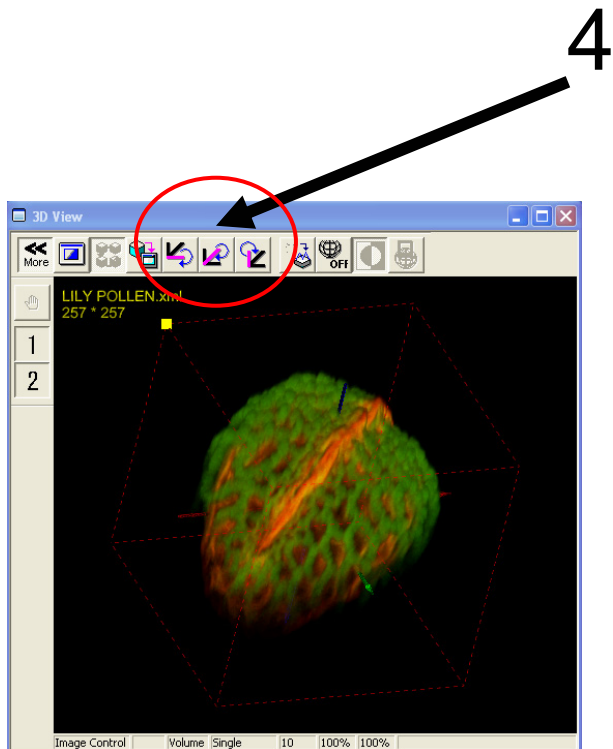 4
3D View
More
OFF
LILY POLLEN.xml
257 * 257
1
2
Image Control Volume Single 10 100% 100%